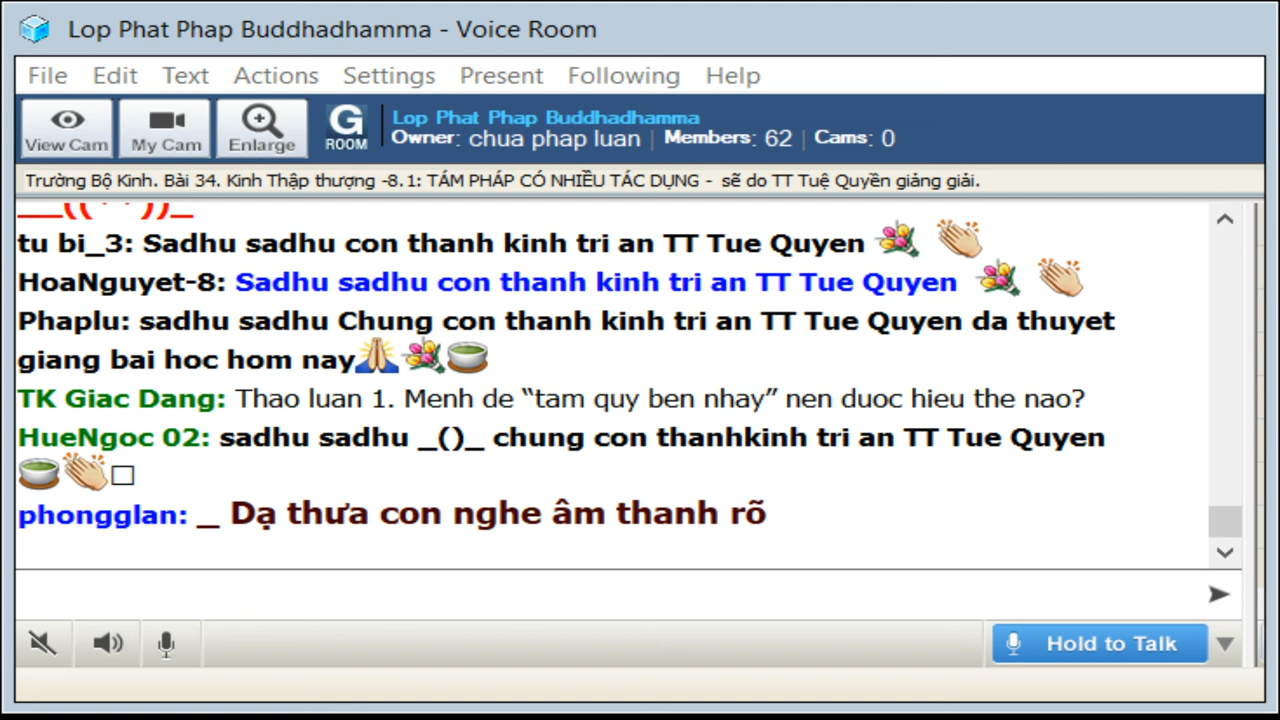 Lop Phat Phap Buddhadhamma - Voice Room
File Edit Text Actions Settings Present Following Help
View Cam My Cam Enlarge G ROOM
Lop Phat Phap Buddhadhamma
Owner: chua phap luan | Members: 62 | Cams: 0
Trường Bộ Kinh. Bài 34. Kinh Thập thượng -8.1: TÁM PHÁP CÓ NHIỀU TÁC DỤNG - sẽ do TT Tuệ Quyền giảng giải.
tu bi_3: Sadhu sadhu con thanh kinh tri an TT Tue Quyen
HoaNguyet-8: Sadhu sadhu con thanh kinh tri an TT Tue Quyen
Phaplu: sadhu sadhu Chung con thanh kinh tri an TT Tue Quyen da thuyet
giang bai hoc hom nay
TK Giac Dang: Thao luan 1. Menh de “tam quy ben nhay” nen duoc hieu the nao?
HueNgoc 02: sadhu sadhu _()_ chung con thanhkinh tri an TT Tue Quyen
phongglan: _ Dạ thưa con nghe âm thanh rõ
Hold to Talk